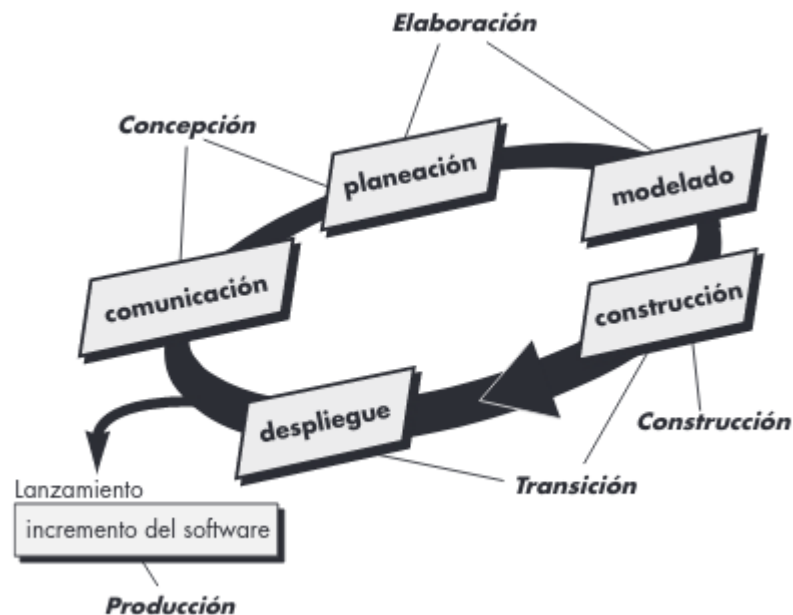 Elaboración
Concepción
planeación
modelado
comunicación
construcción
despliegue
Construcción
Transición
Lanzamiento
incremento del software
Producción